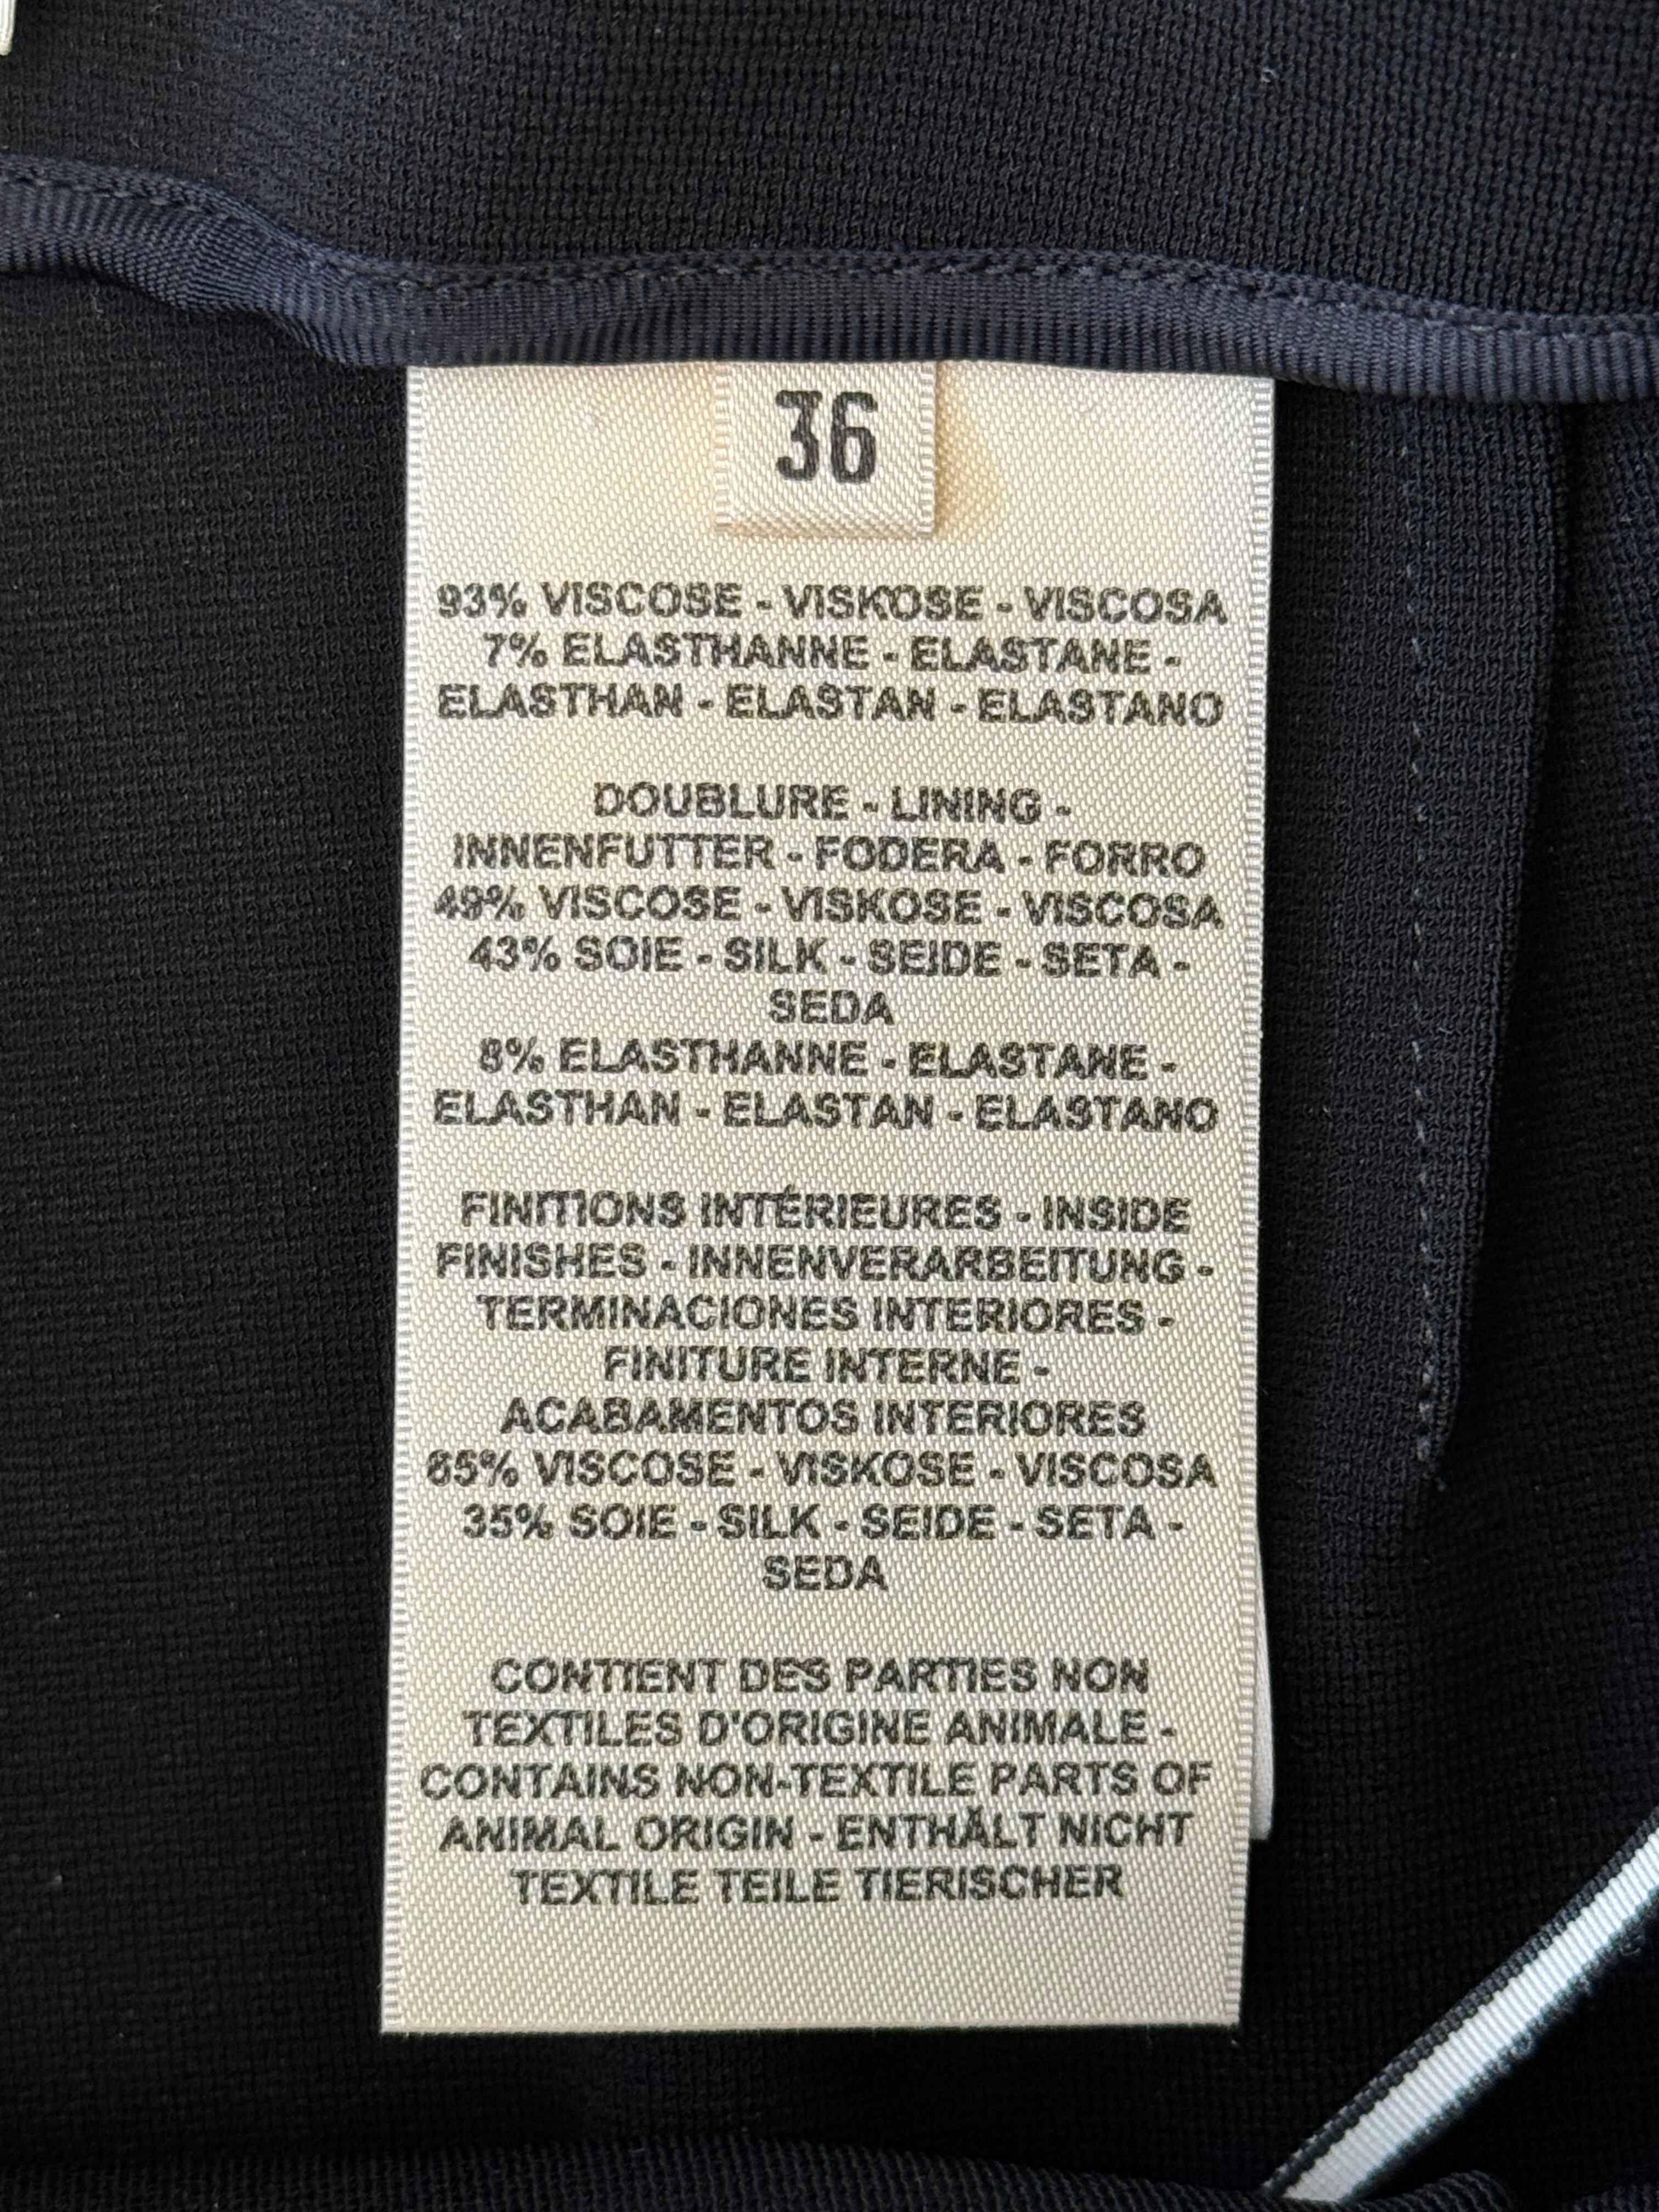 36
93% VISCOSE - VISKOSE - VISCOSA
7% ELASTHANNE - ELASTANE -
ELASTHAN - ELASTAN - ELASTANO
DOUBLURE - LINING -
INNENFUTTER - FODERA - FORRO
49% VISCOSE - VISKOSE - VISCOSA
43% SOIE - SILK - SEIDE - SETA -
SEDA
8% ELASTHANNE - ELASTANE -
ELASTHAN - ELASTAN - ELASTANO
FINITIONS INTÉRIEURES - INSIDE
FINISHES - INNENVERARBEITUNG -
TERMINACIONES INTERIORES -
FINITURE INTERNE -
ACABAMENTOS INTERIORES
65% VISCOSE - VISKOSE - VISCOSA
35% SOIE - SILK - SEIDE - SETA -
SEDA
CONTIENT DES PARTIES NON
TEXTILES D'ORIGINE ANIMALE -
CONTAINS NON-TEXTILE PARTS OF
ANIMAL ORIGIN - ENTHÄLT NICHT
TEXTILE TEILE TIERISCHER